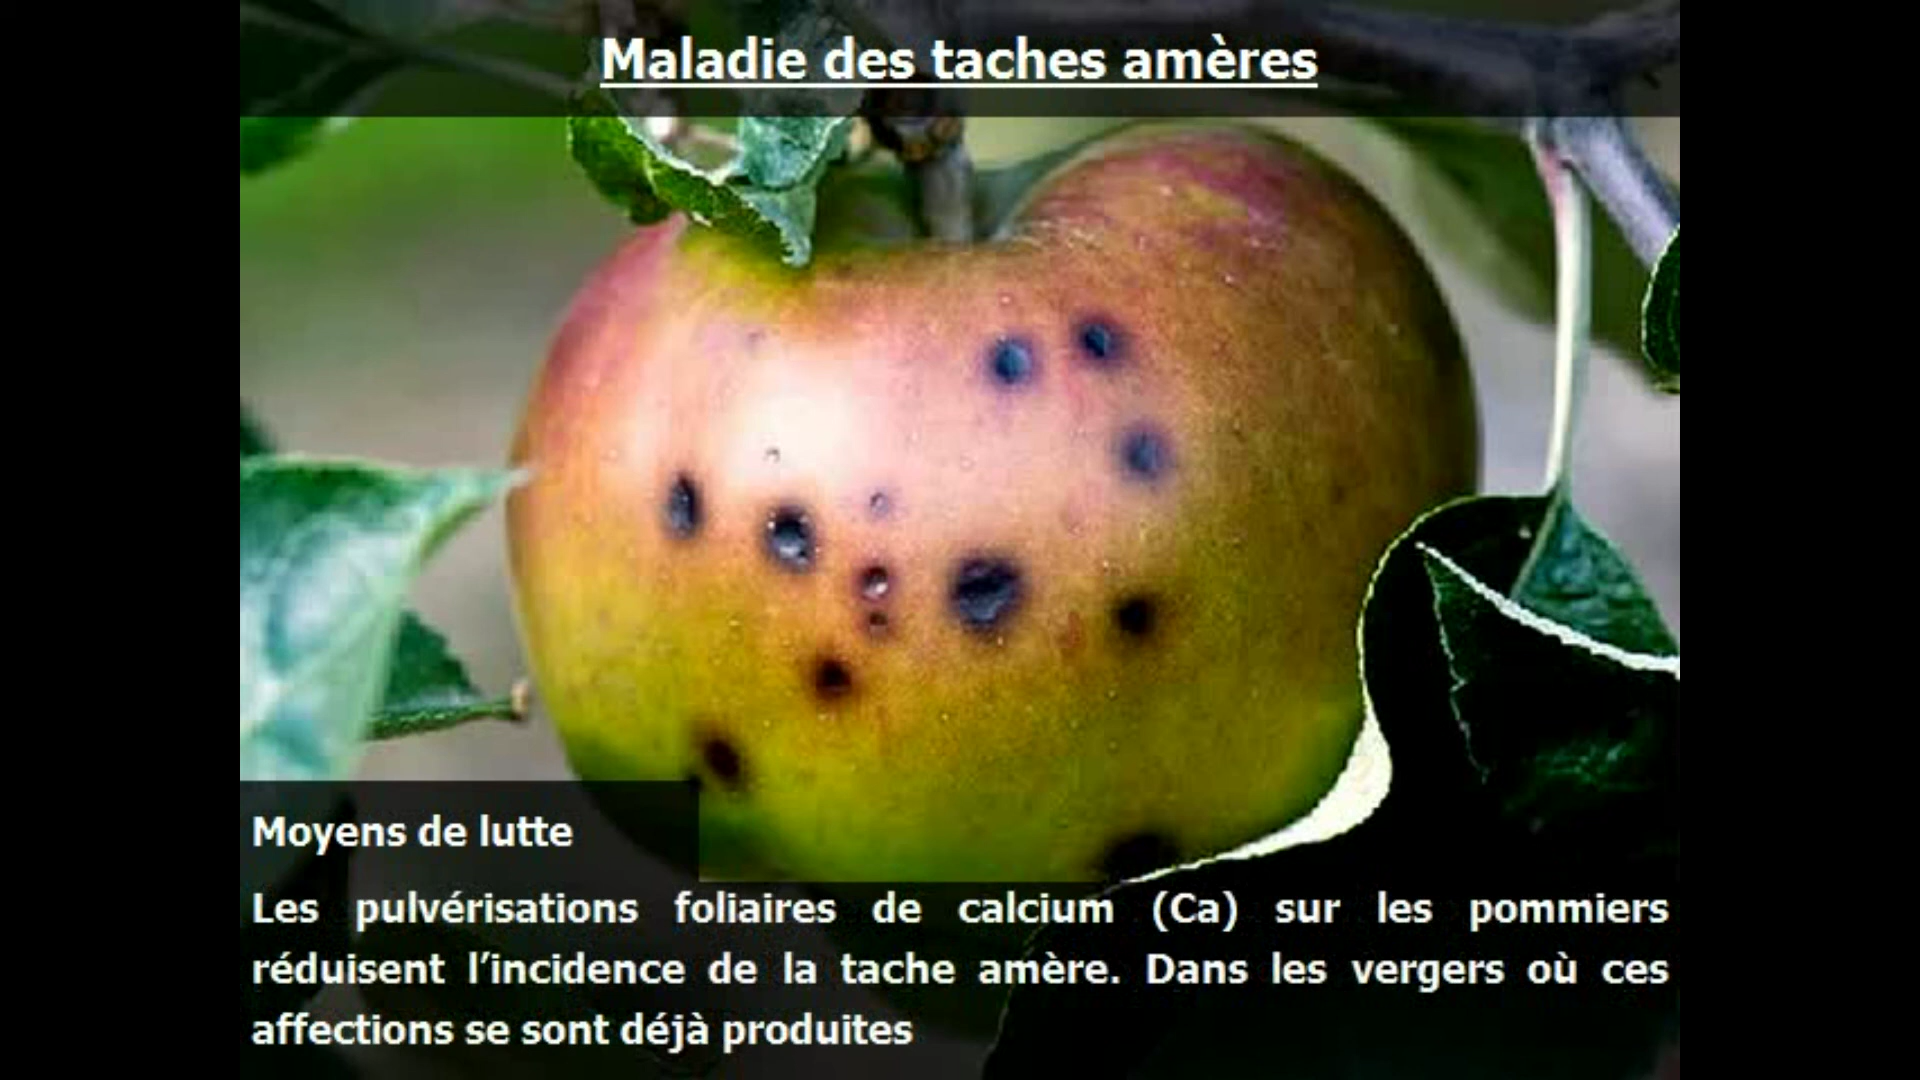 Maladie des taches amères
Moyens de lutte
Les pulvérisations foliaires de calcium (Ca) sur les pommiers
réduisent l’incidence de la tache amère. Dans les vergers où ces
affections se sont déjà produites